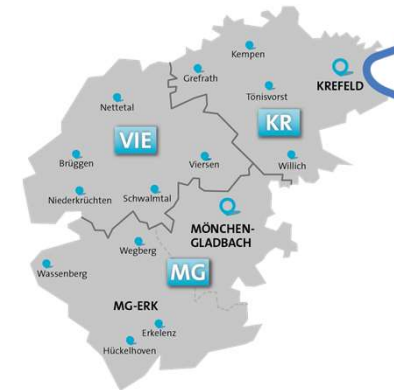 Kempen
Grefrath
KREFELD
Tönisvorst
Nettetal
KR
VIE
Brüggen
Viersen
Willich
Niederkrüchten
Schwalmtal
MÖNCHEN-
GLADBACH
Wegberg
Wassenberg
MG
MG-ERK
Erkelenz
Hückelhoven